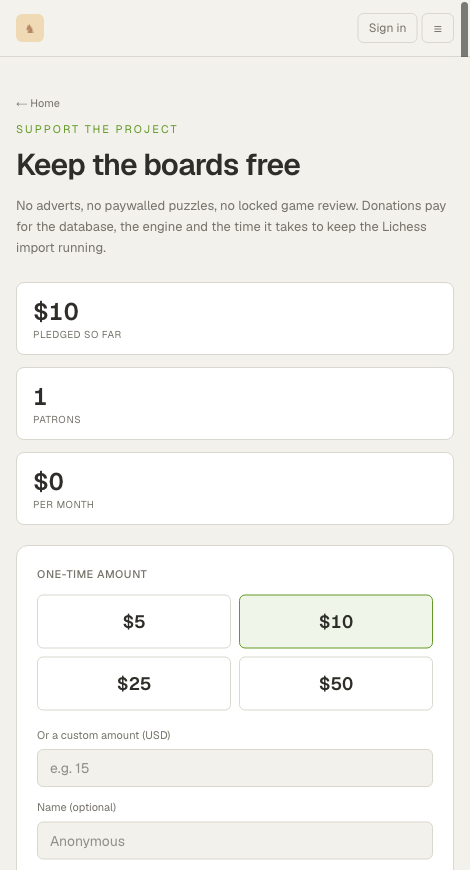 Sign in
← Home
SUPPORT THE PROJECT
Keep the boards free
No adverts, no paywalled puzzles, no locked game review. Donations pay
for the database, the engine and the time it takes to keep the Lichess
import running.
$10
PLEDGED SO FAR
1
PATRONS
$0
PER MONTH
ONE-TIME AMOUNT
$5
$10
$25
$50
Or a custom amount (USD)
e.g. 15
Name (optional)
Anonymous